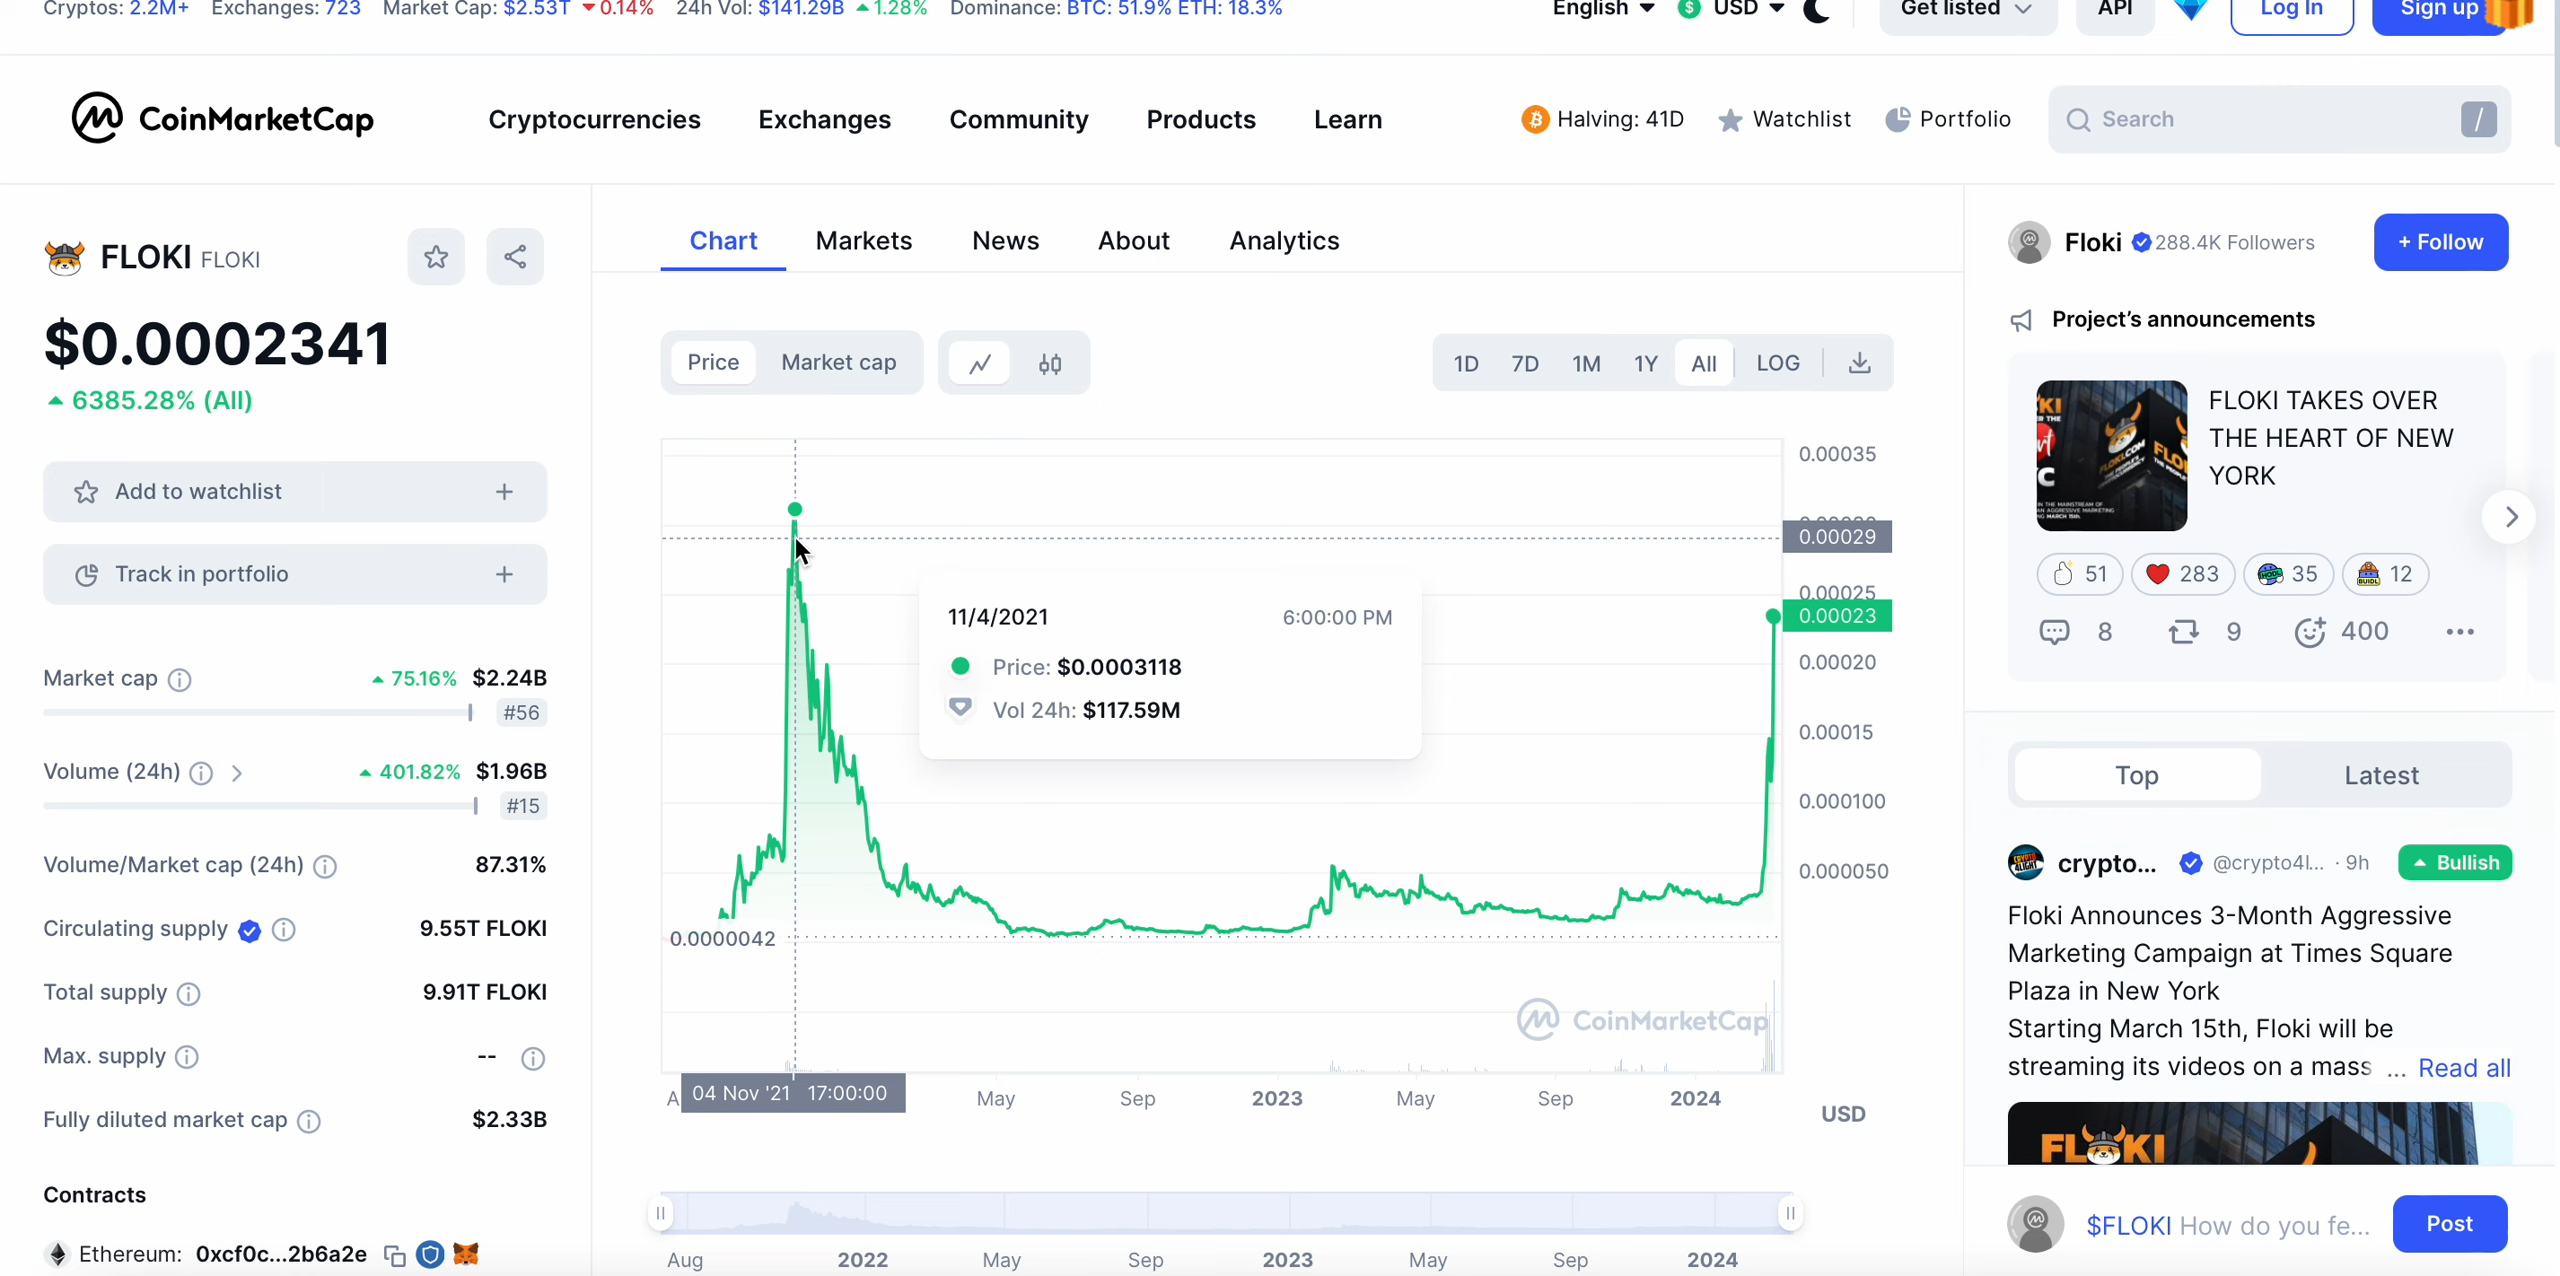 Cryptos: 2.2M+ Exchanges: 723 Market Cap: $2.53T 0.14% 24h Vol: $141.29B 1.28% Dominance: BTC: 51.9% ETH: 18.3%
English USD Get listed API Log In Sign up
CoinMarketCap Cryptocurrencies Exchanges Community Products Learn Halving: 41D Watchlist Portfolio Search /
FLOKI FLOKI
$0.0002341
6385.28% (All)
Add to watchlist +
Track in portfolio +
Market cap 75.16% $2.24B
#56
Volume (24h) 401.82% $1.96B
#15
Volume/Market cap (24h) 87.31%
Circulating supply 9.55T FLOKI
Total supply 9.91T FLOKI
Max. supply --
Fully diluted market cap $2.33B
Contracts
Ethereum: 0xcf0c...2b6a2e
Chart Markets News About Analytics
Price Market cap 1D 7D 1M 1Y All LOG
0.00035
0.00029
0.00025
0.00023
0.00020
0.00015
0.000100
0.000050
11/4/2021 6:00:00 PM
Price: $0.0003118
Vol 24h: $117.59M
0.0000042
CoinMarketCap
A 04 Nov '21 17:00:00 May Sep 2023 May Sep 2024
USD
Aug 2022 May Sep 2023 May Sep 2024
Floki 288.4K Followers + Follow
Project's announcements
FLOKI TAKES OVER
THE HEART OF NEW
YORK
51 283 35 12
8 9 400 ...
Top Latest
crypto... @crypto4l... · 9h Bullish
Floki Announces 3-Month Aggressive
Marketing Campaign at Times Square
Plaza in New York
Starting March 15th, Floki will be
streaming its videos on a mass ... Read all
FLOKI
$FLOKI How do you fe... Post